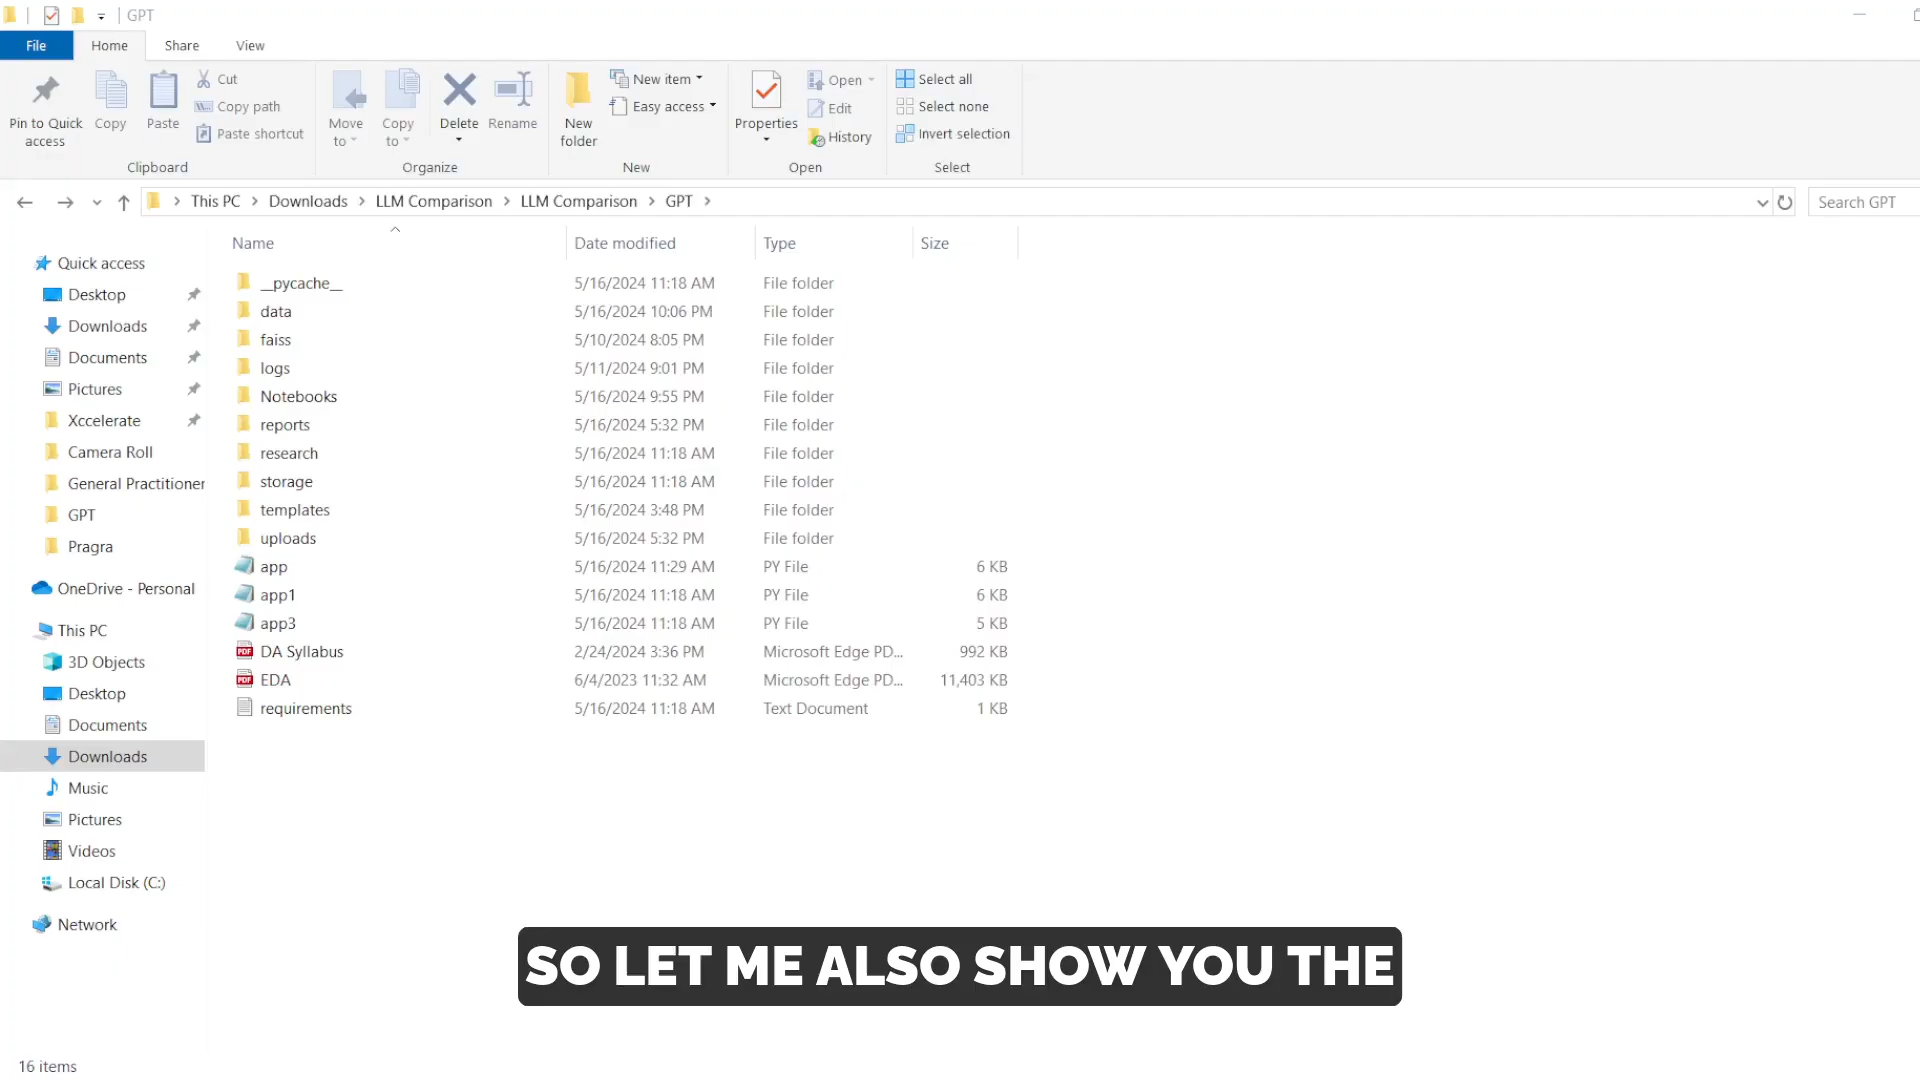 GPT
File Home Share View
Pin to Quick access
Copy
Paste
Cut
Copy path
Paste shortcut
Clipboard
Move to
Copy to
Delete
Rename
Organize
New folder
New item
Easy access
New
Properties
Open
Edit
History
Open
Select all
Select none
Invert selection
Select
This PC > Downloads > LLM Comparison > LLM Comparison > GPT >
Search GPT
Quick access
Desktop
Downloads
Documents
Pictures
Xccelerate
Camera Roll
General Practitioner
GPT
Pragra
OneDrive - Personal
This PC
3D Objects
Desktop
Documents
Downloads
Music
Pictures
Videos
Local Disk (C:)
Network
Name Date modified Type Size
__pycache__ 5/16/2024 11:18 AM File folder
data 5/16/2024 10:06 PM File folder
faiss 5/10/2024 8:05 PM File folder
logs 5/11/2024 9:01 PM File folder
Notebooks 5/16/2024 9:55 PM File folder
reports 5/16/2024 5:32 PM File folder
research 5/16/2024 11:18 AM File folder
storage 5/16/2024 11:18 AM File folder
templates 5/16/2024 3:48 PM File folder
uploads 5/16/2024 5:32 PM File folder
app 5/16/2024 11:29 AM PY File 6 KB
app1 5/16/2024 11:18 AM PY File 6 KB
app3 5/16/2024 11:18 AM PY File 5 KB
DA Syllabus 2/24/2024 3:36 PM Microsoft Edge PD... 992 KB
EDA 6/4/2023 11:32 AM Microsoft Edge PD... 11,403 KB
requirements 5/16/2024 11:18 AM Text Document 1 KB
SO LET ME ALSO SHOW YOU THE
16 items